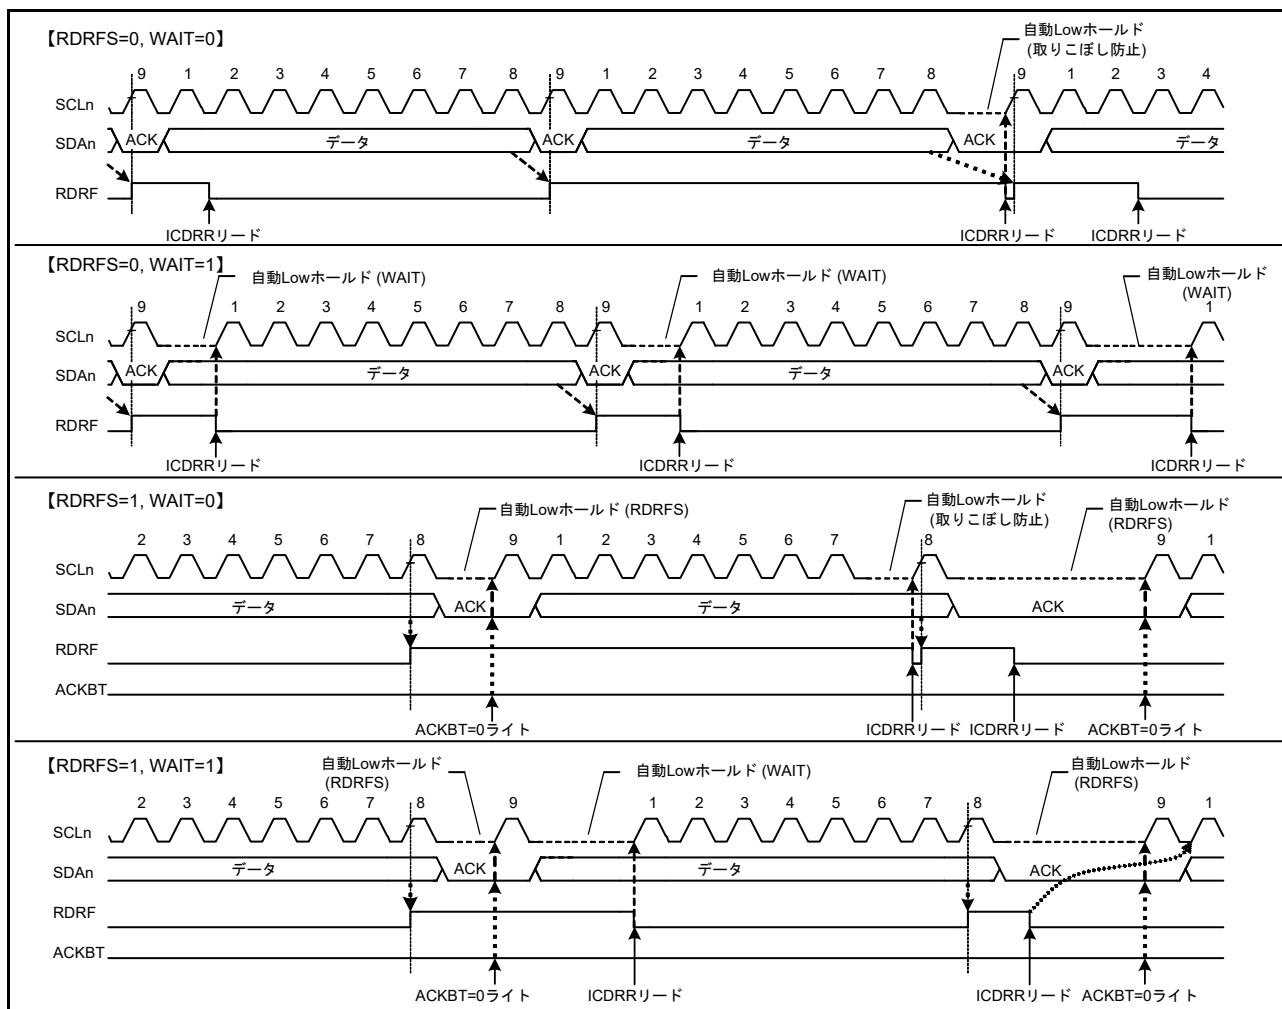 【RDRFS=0, WAIT=0】
自動Lowホールド
(取りこぼし防止)
9 1 2 3 4 5 6 7 8 9 1 2 3 4 5 6 7 8 9 1 2 3 4
SCLn
SDAn ACK データ ACK データ ACK データ
RDRF
ICDRRリード ICDRRリード ICDRRリード
【RDRFS=0, WAIT=1】
自動Lowホールド (WAIT) 自動Lowホールド (WAIT) 自動Lowホールド
(WAIT)
9 1 2 3 4 5 6 7 8 9 1 2 3 4 5 6 7 8 9 1
SCLn
SDAn ACK データ ACK データ ACK
RDRF
ICDRRリード ICDRRリード ICDRRリード
【RDRFS=1, WAIT=0】
自動Lowホールド (RDRFS) 自動Lowホールド
(取りこぼし防止)
自動Lowホールド
(RDRFS)
2 3 4 5 6 7 8 9 1 2 3 4 5 6 7 8 9 1
SCLn
SDAn データ ACK データ ACK
RDRF
ACKBT
ACKBT=0ライト ICDRRリード ICDRRリード ACKBT=0ライト
【RDRFS=1, WAIT=1】
自動Lowホールド
(RDRFS)
自動Lowホールド (WAIT)
自動Lowホールド
(RDRFS)
2 3 4 5 6 7 8 9 1 2 3 4 5 6 7 8 9 1
SCLn
SDAn データ ACK データ ACK
RDRF
ACKBT
ACKBT=0ライト ICDRRリード ICDRRリード ACKBT=0ライト